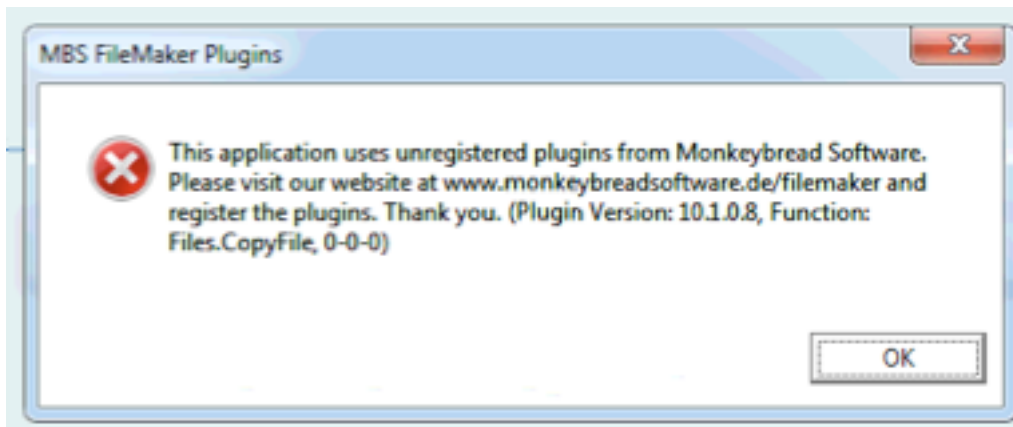 MBS FileMaker Plugins
This application uses unregistered plugins from Monkeybread Software.
Please visit our website at www.monkeybreadsoftware.de/filemaker and
register the plugins. Thank you. (Plugin Version: 10.1.0.8, Function:
Files.CopyFile, 0-0-0)
OK